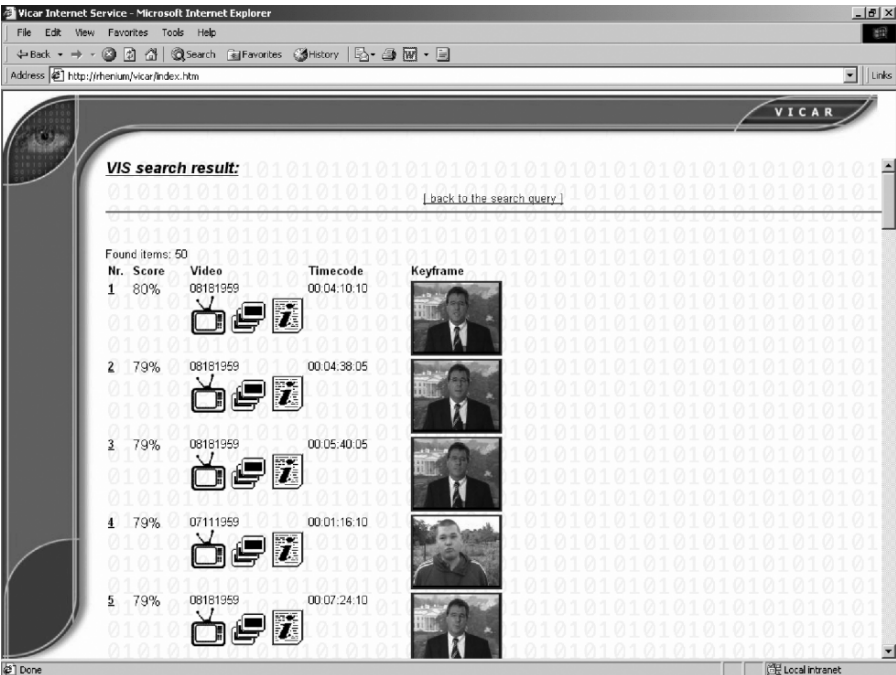 Vicar Internet Service - Microsoft Internet Explorer
File Edit View Favorites Tools Help
Back Search Favorites History
Address http://rhenium/vicar/index.htm Links
VICAR
VIS search result:
[ back to the search query ]
Found items: 50
Nr. Score Video Timecode Keyframe
1 80% 08181959 00:04:10:10
2 79% 08181959 00:04:38:05
3 79% 08181959 00:05:40:05
4 79% 07111959 00:01:16:10
5 79% 08181959 00:07:24:10
Done Local intranet